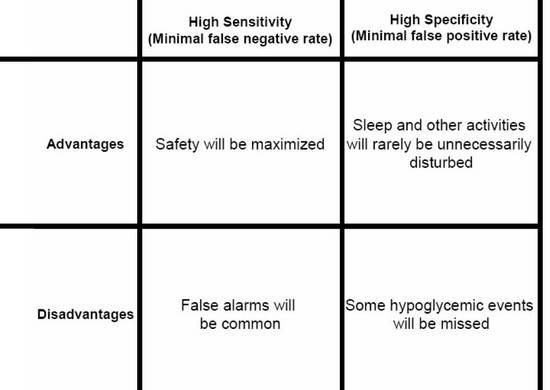 High Sensitivity
(Minimal false negative rate)
High Specificity
(Minimal false positive rate)
Advantages
Safety will be maximized
Sleep and other activities
will rarely be unnecessarily
disturbed
Disadvantages
False alarms will
be common
Some hypoglycemic events
will be missed